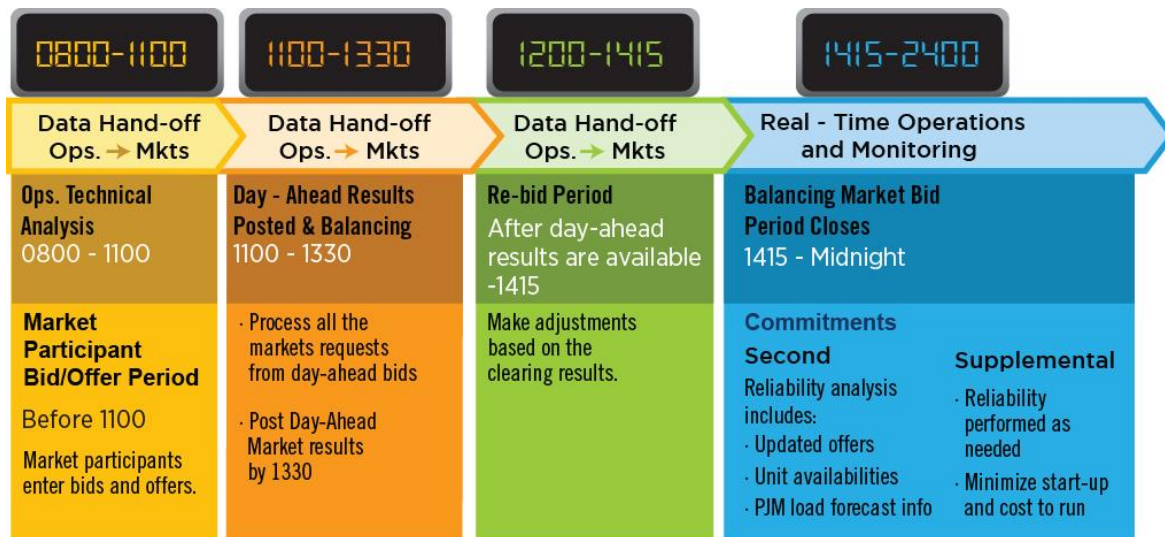 0800-1100
1100-1330
1200-1415
1415-2400
Data Hand-off
Ops. → Mkts
Data Hand-off
Ops. → Mkts
Data Hand-off
Ops. → Mkts
Real - Time Operations
and Monitoring
Ops. Technical
Analysis
0800 - 1100
Day - Ahead Results
Posted & Balancing
1100 - 1330
Re-bid Period
After day-ahead
results are available
-1415
Balancing Market Bid
Period Closes
1415 - Midnight
Market
Participant
Bid/Offer Period
Before 1100
Market participants
enter bids and offers.
· Process all the
markets requests
from day-ahead bids
· Post Day-Ahead
Market results
by 1330
Make adjustments
based on the
clearing results.
Commitments
Second
Reliability analysis
includes:
· Updated offers
· Unit availabilities
· PJM load forecast info
Supplemental
· Reliability
performed as
needed
· Minimize start-up
and cost to run